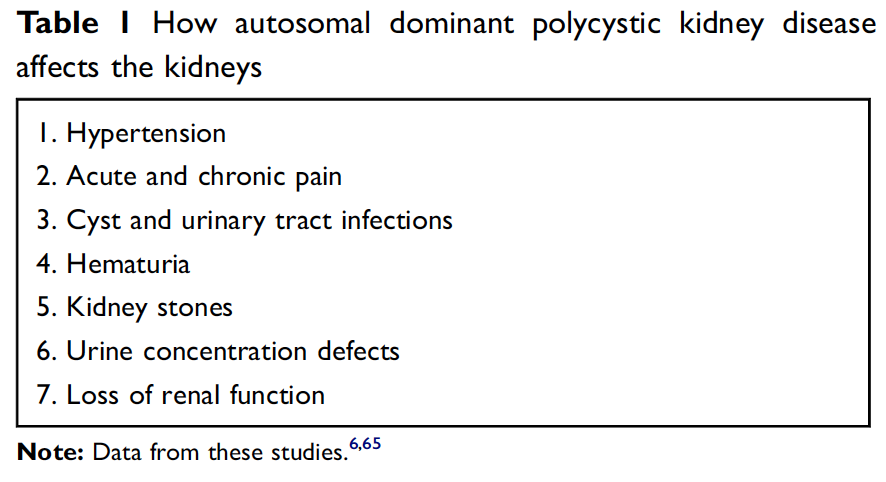 Table 1 How autosomal dominant polycystic kidney disease
affects the kidneys
1. Hypertension
2. Acute and chronic pain
3. Cyst and urinary tract infections
4. Hematuria
5. Kidney stones
6. Urine concentration defects
7. Loss of renal function
Note: Data from these studies.6,65